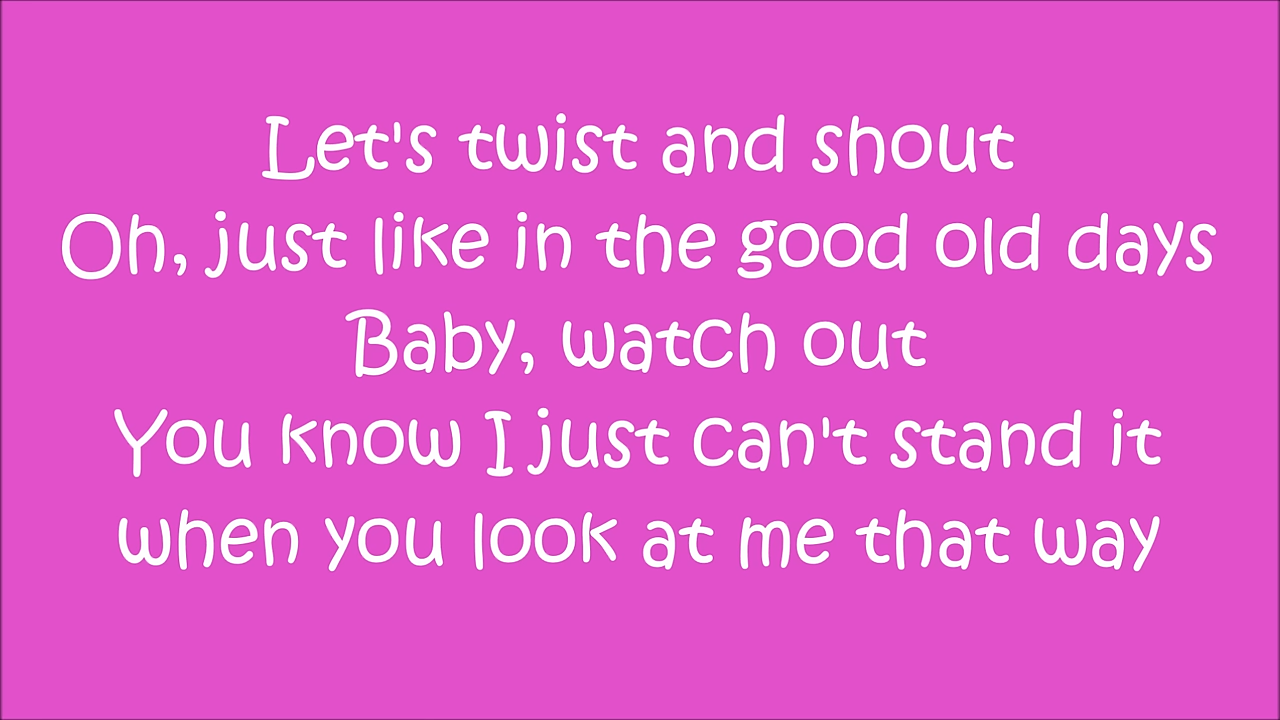 Let's twist and shout
Oh, just like in the good old days
Baby, watch out
You know I just can't stand it
when you look at me that way